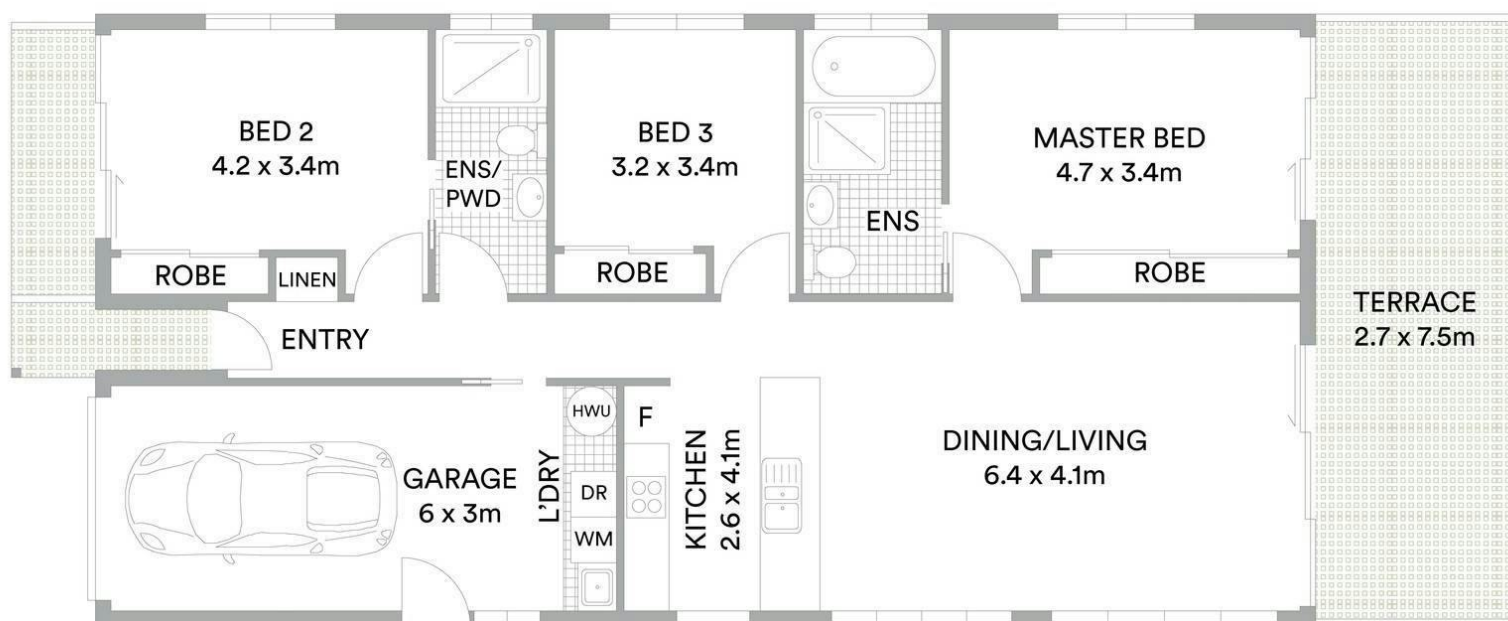 BED 2
4.2 x 3.4m
ENS/
PWD
BED 3
3.2 x 3.4m
ENS
MASTER BED
4.7 x 3.4m
ROBE
LINEN
ROBE
ROBE
TERRACE
2.7 x 7.5m
ENTRY
GARAGE
6 x 3m
L'DRY
HWU
DR
WM
F
KITCHEN
2.6 x 4.1m
DINING/LIVING
6.4 x 4.1m